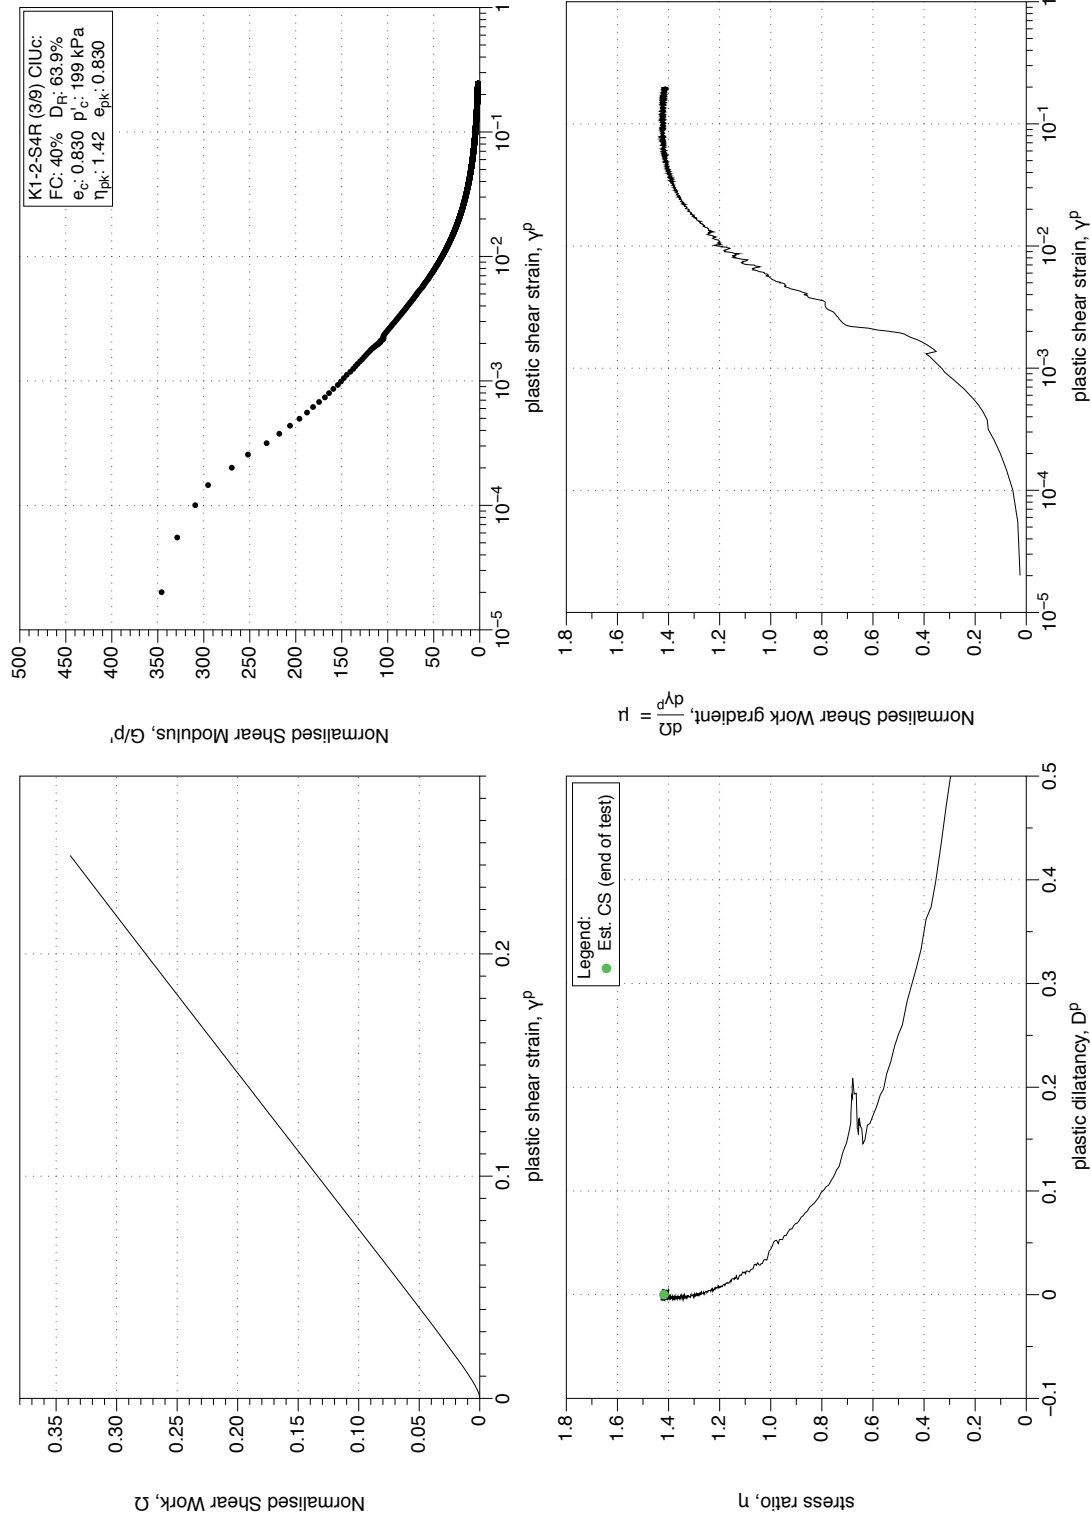 Normalised Shear Work, Ω
0.35
0.30
0.25
0.20
0.15
0.10
0.05
0
0 0.1 0.2
plastic shear strain, γᵖ
Normalised Shear Modulus, G/p'
500
450
400
350
300
250
200
150
100
50
0
10⁻⁵ 10⁻⁴ 10⁻³ 10⁻² 10⁻¹ 1
plastic shear strain, γᵖ
K1-2-S4R (3/9) CIUc:
FC: 40% D_R: 63.9%
e_c: 0.830 p'_c: 199 kPa
η_pk: 1.42 e_pk: 0.830
stress ratio, η
1.8
1.6
1.4
1.2
1.0
0.8
0.6
0.4
0.2
0
−0.1 0 0.1 0.2 0.3 0.4 0.5
plastic dilatancy, Dᵖ
Legend:
Est. CS (end of test)
Normalised Shear Work gradient, dΩ/dγᵖ = μ
1.8
1.6
1.4
1.2
1.0
0.8
0.6
0.4
0.2
0
10⁻⁵ 10⁻⁴ 10⁻³ 10⁻² 10⁻¹ 1
plastic shear strain, γᵖ